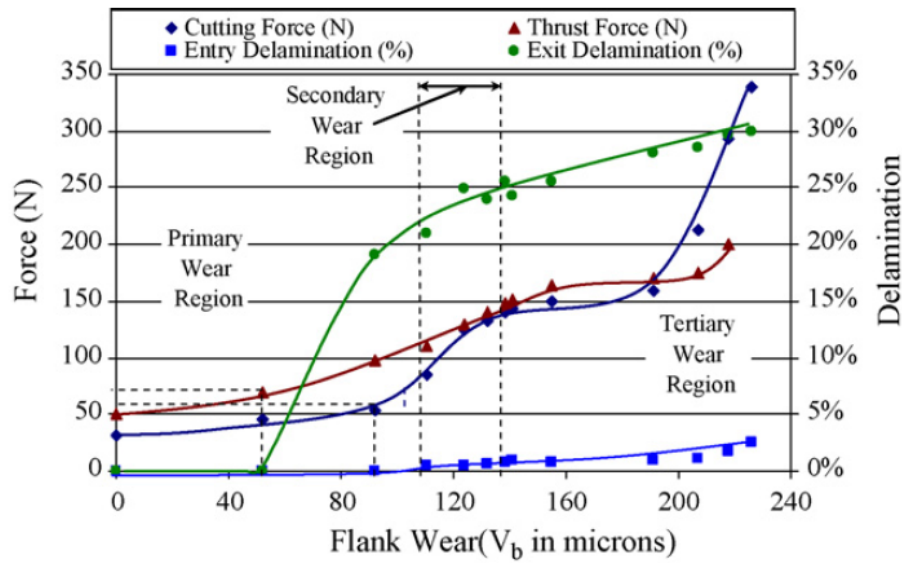 Cutting Force (N)
Thrust Force (N)
Entry Delamination (%)
Exit Delamination (%)
350
300
250
200
150
100
50
0
Force (N)
35%
30%
25%
20%
15%
10%
5%
0%
Delamination
Secondary
Wear
Region
Primary
Wear
Region
Tertiary
Wear
Region
0
40
80
120
160
200
240
Flank Wear(Vb in microns)